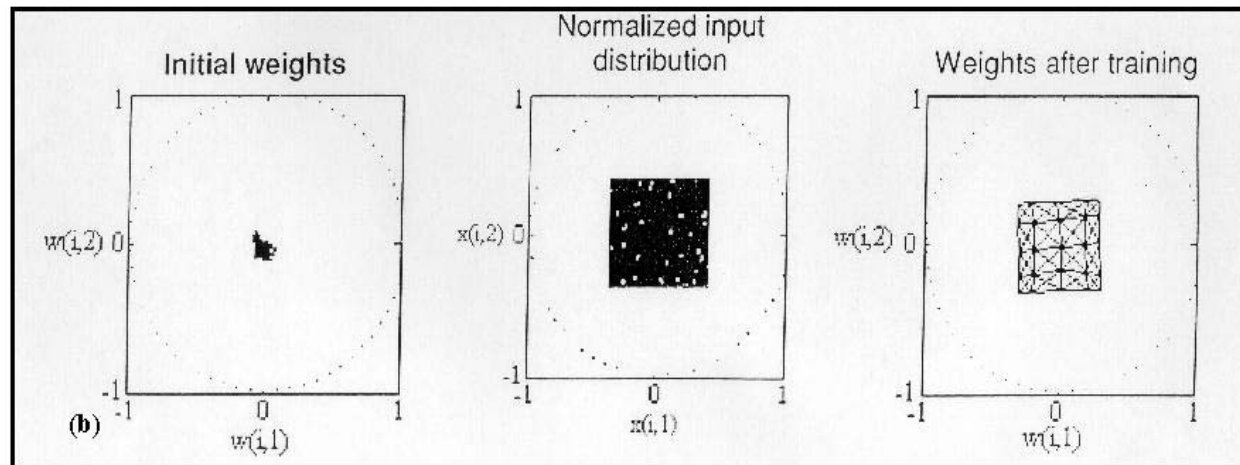 Initial weights
1
w(i,2) 0
-1
-1 0 1
w(i,1)
(b)
Normalized input
distribution
1
x(i,2) 0
-1
-1 0 1
x(i,1)
Weights after training
1
w(i,2) 0
-1
-1 0 1
w(i,1)